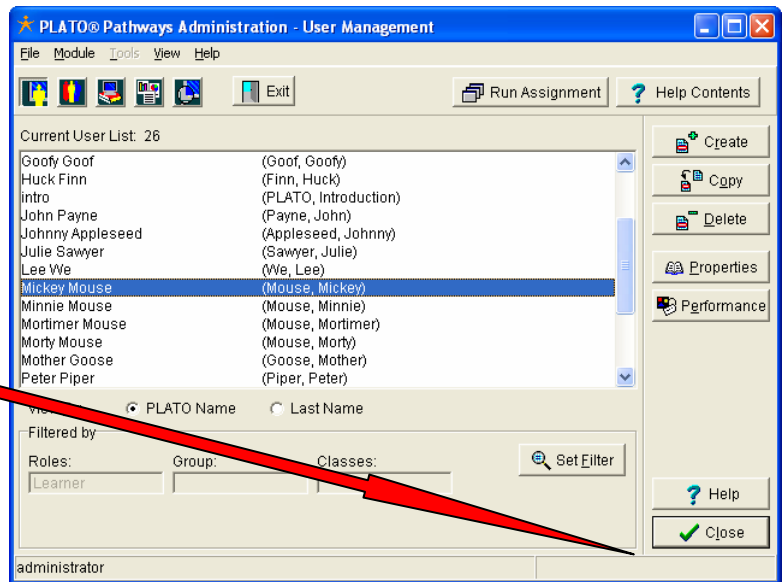 PLATO® Pathways Administration - User Management
File Module Tools View Help
Exit Run Assignment ? Help Contents
Current User List: 26
Goofy Goof (Goof, Goofy)
Huck Finn (Finn, Huck)
intro (PLATO, Introduction)
John Payne (Payne, John)
Johnny Appleseed (Appleseed, Johnny)
Julie Sawyer (Sawyer, Julie)
Lee We (We, Lee)
Mickey Mouse (Mouse, Mickey)
Minnie Mouse (Mouse, Minnie)
Mortimer Mouse (Mouse, Mortimer)
Morty Mouse (Mouse, Morty)
Mother Goose (Goose, Mother)
Peter Piper (Piper, Peter)
Create
Copy
Delete
Properties
Performance
PLATO Name Last Name
Filtered by
Roles: Group: Classes:
Learner
Set Filter
? Help
Close
administrator